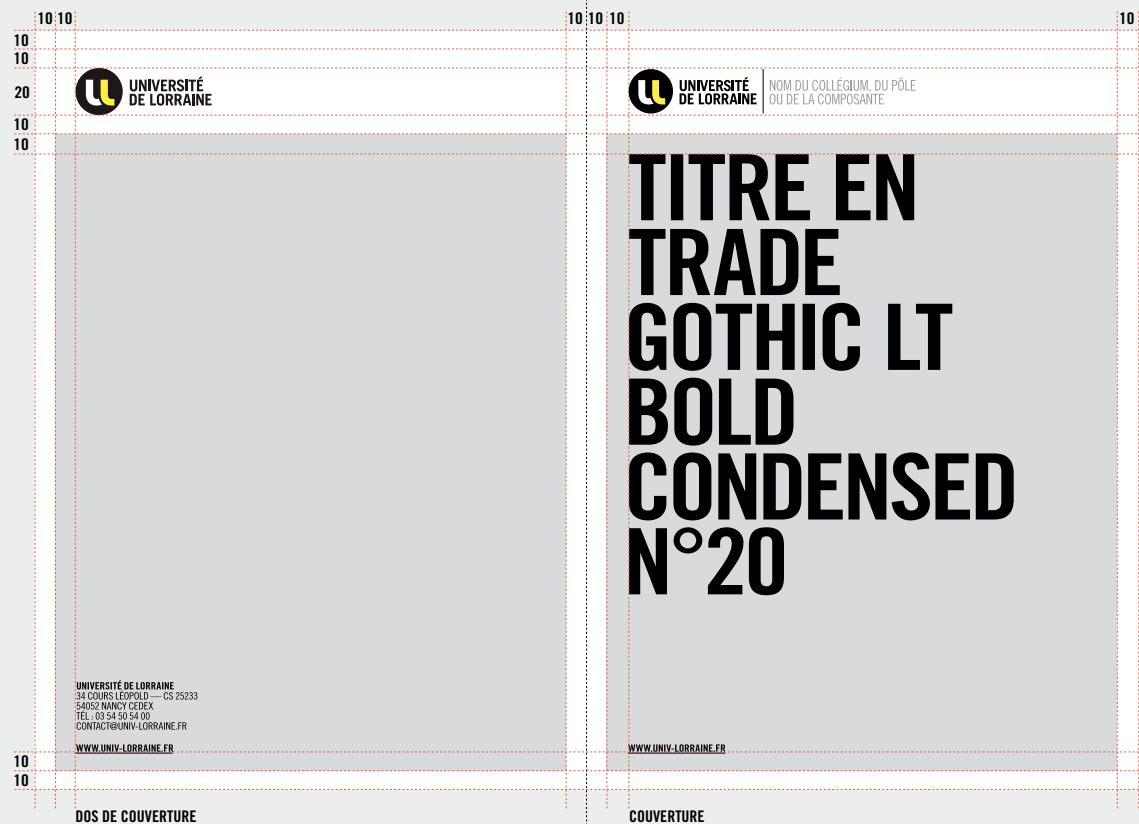 10 10 10 10 10 10
10
10
20
10
10
UNIVERSITÉ
DE LORRAINE
UNIVERSITÉ DE LORRAINE
34 COURS LÉOPOLD — CS 25233
54052 NANCY CEDEX
TÉL : 03 54 50 54 00
CONTACT@UNIV-LORRAINE.FR
WWW.UNIV-LORRAINE.FR
10
10
DOS DE COUVERTURE
UNIVERSITÉ
DE LORRAINE
NOM DU COLLÉGIUM, DU PÔLE
OU DE LA COMPOSANTE
TITRE EN
TRADE
GOTHIC LT
BOLD
CONDENSED
N°20
WWW.UNIV-LORRAINE.FR
COUVERTURE